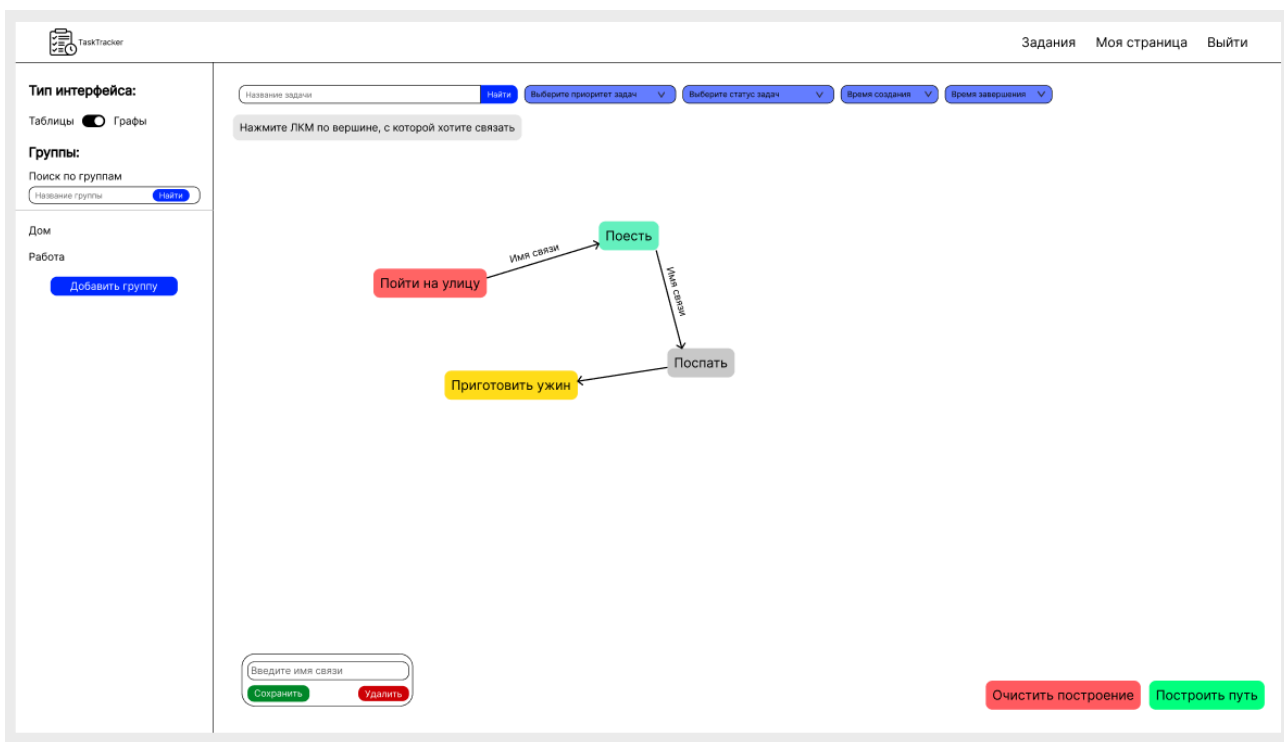 TaskTracker
Задания Моя страница Выйти
Тип интерфейса:
Таблицы Графы
Группы:
Поиск по группам
Название группы Найти
Дом
Работа
Добавить группу
Название задачи Найти Выберите приоритет задач Выберите статус задач Время создания Время завершения
Нажмите ЛКМ по вершине, с которой хотите связать
Поесть
Имя связи
Пойти на улицу
Имя связи
Поспать
Приготовить ужин
Введите имя связи
Сохранить Удалить
Очистить построение Построить путь